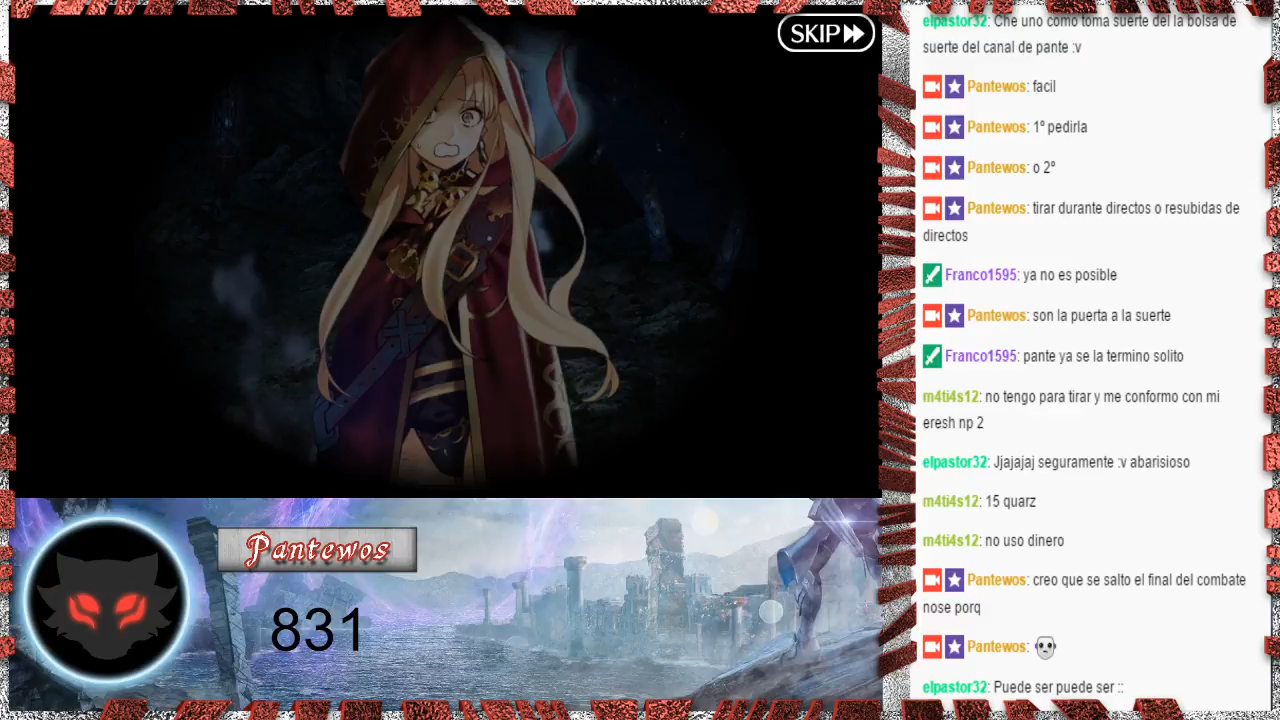 SKIP
Pantewos
831
elpastor32: Che uno como toma suerte del la bolsa de
suerte del canal de pante :v
Pantewos: facil
Pantewos: 1º pedirla
Pantewos: o 2º
Pantewos: tirar durante directos o resubidas de
directos
Franco1595: ya no es posible
Pantewos: son la puerta a la suerte
Franco1595: pante ya se la termino solito
m4ti4s12: no tengo para tirar y me conformo con mi
eresh np 2
elpastor32: Jjajajaj seguramente :v abarisioso
m4ti4s12: 15 quarz
m4ti4s12: no uso dinero
Pantewos: creo que se salto el final del combate
nose porq
Pantewos:
elpastor32: Puede ser puede ser ::